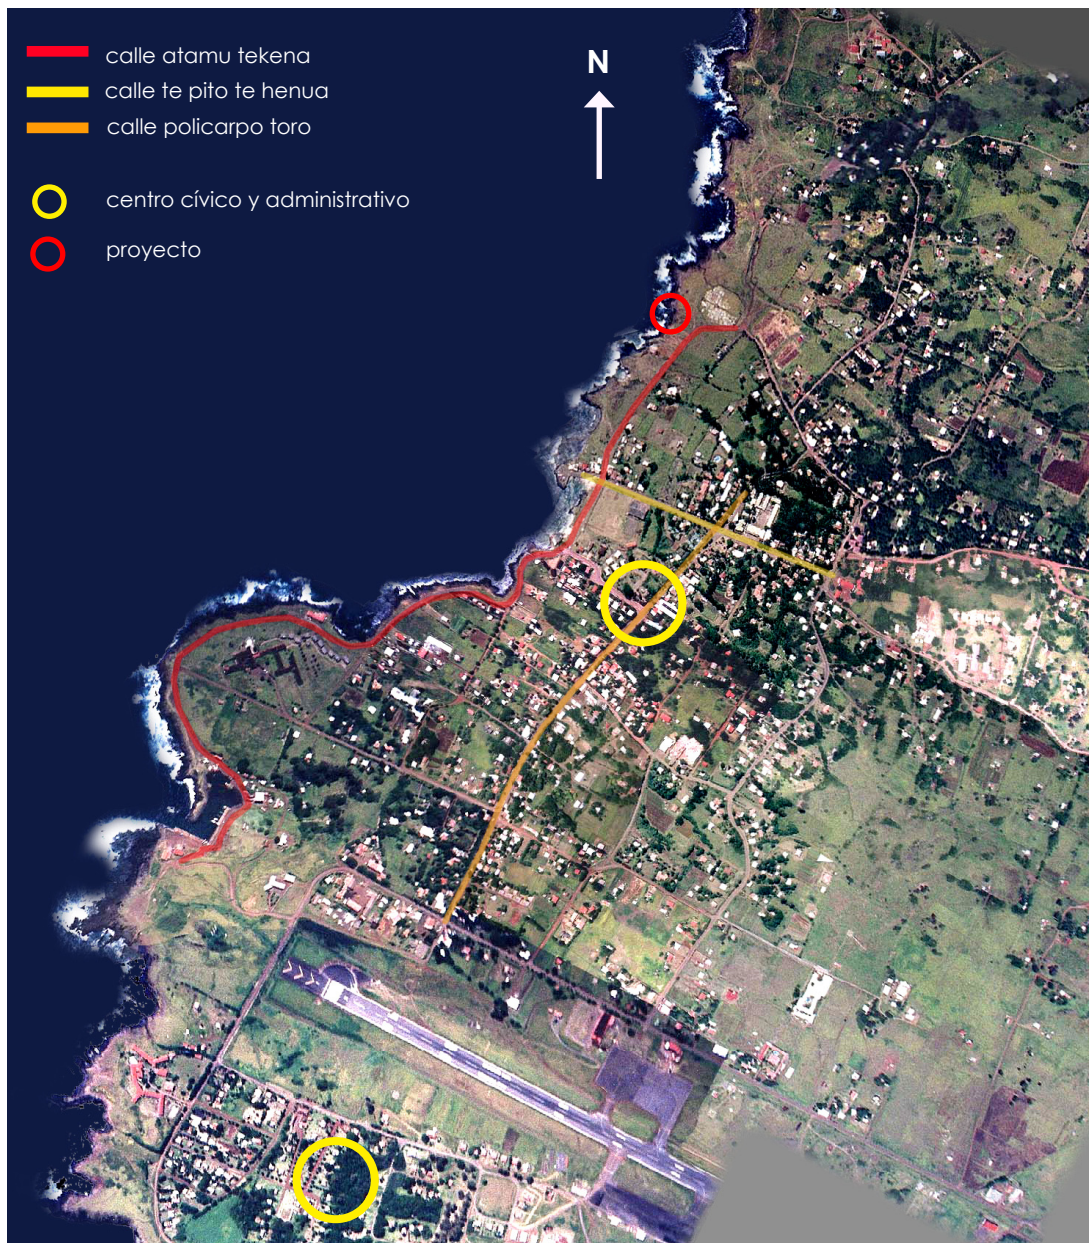 calle atamu tekena
calle te pito te henua
calle policarpo toro
N
centro cívico y administrativo
proyecto